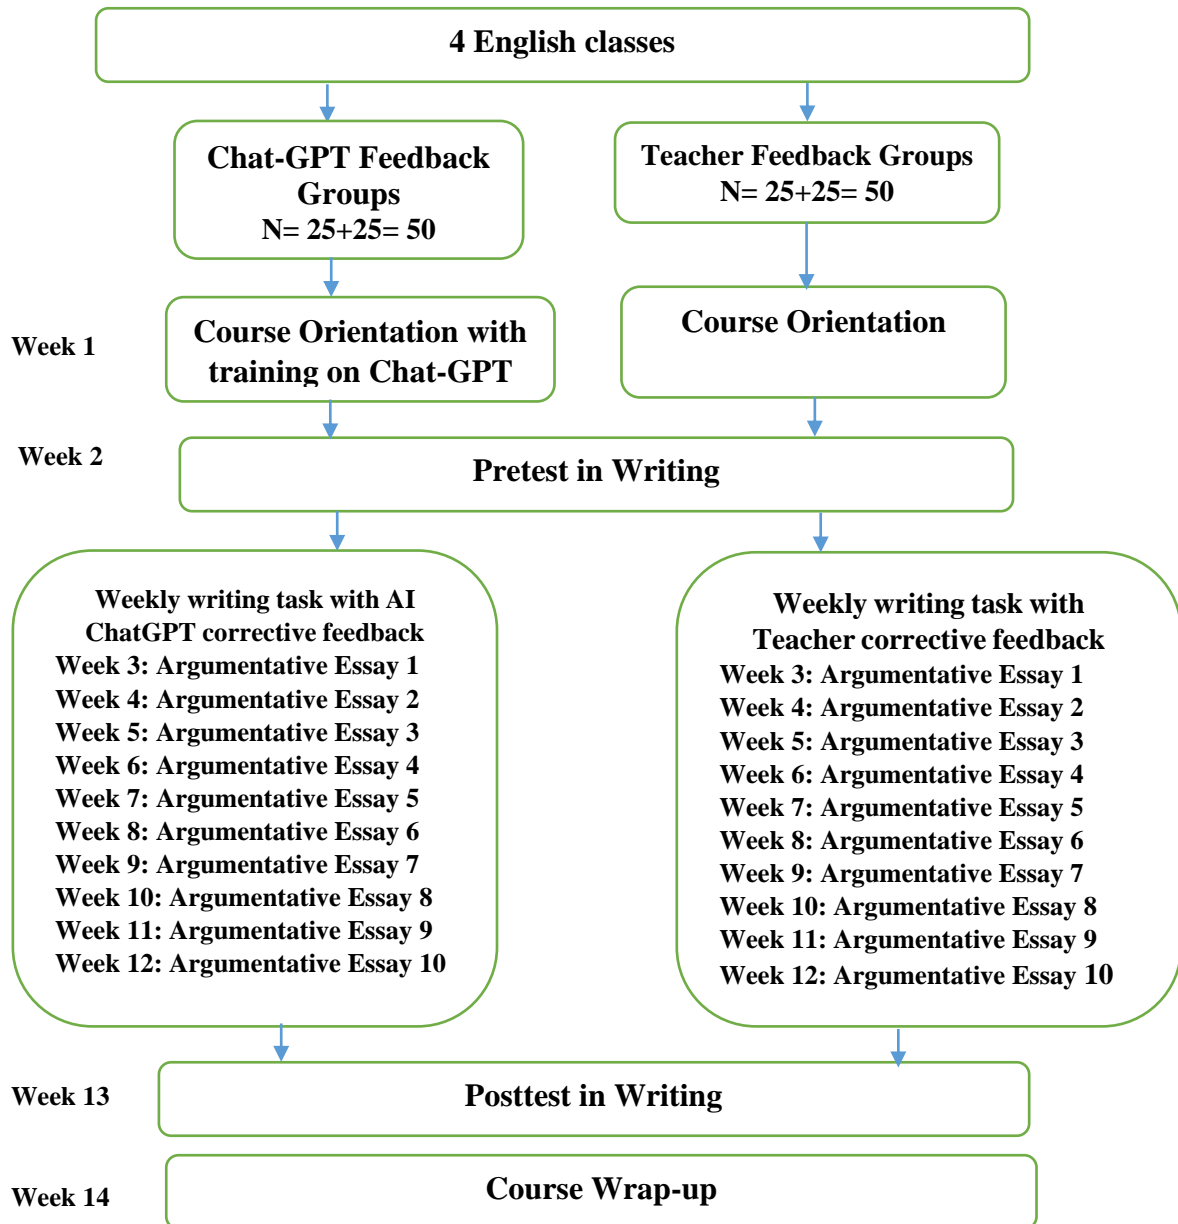 4 English classes
Chat-GPT Feedback
Groups
N= 25+25= 50
Teacher Feedback Groups
N= 25+25= 50
Week 1
Course Orientation with
training on Chat-GPT
Course Orientation
Week 2
Pretest in Writing
Weekly writing task with AI
ChatGPT corrective feedback
Week 3: Argumentative Essay 1
Week 4: Argumentative Essay 2
Week 5: Argumentative Essay 3
Week 6: Argumentative Essay 4
Week 7: Argumentative Essay 5
Week 8: Argumentative Essay 6
Week 9: Argumentative Essay 7
Week 10: Argumentative Essay 8
Week 11: Argumentative Essay 9
Week 12: Argumentative Essay 10
Weekly writing task with
Teacher corrective feedback
Week 3: Argumentative Essay 1
Week 4: Argumentative Essay 2
Week 5: Argumentative Essay 3
Week 6: Argumentative Essay 4
Week 7: Argumentative Essay 5
Week 8: Argumentative Essay 6
Week 9: Argumentative Essay 7
Week 10: Argumentative Essay 8
Week 11: Argumentative Essay 9
Week 12: Argumentative Essay 10
Week 13
Posttest in Writing
Week 14
Course Wrap-up